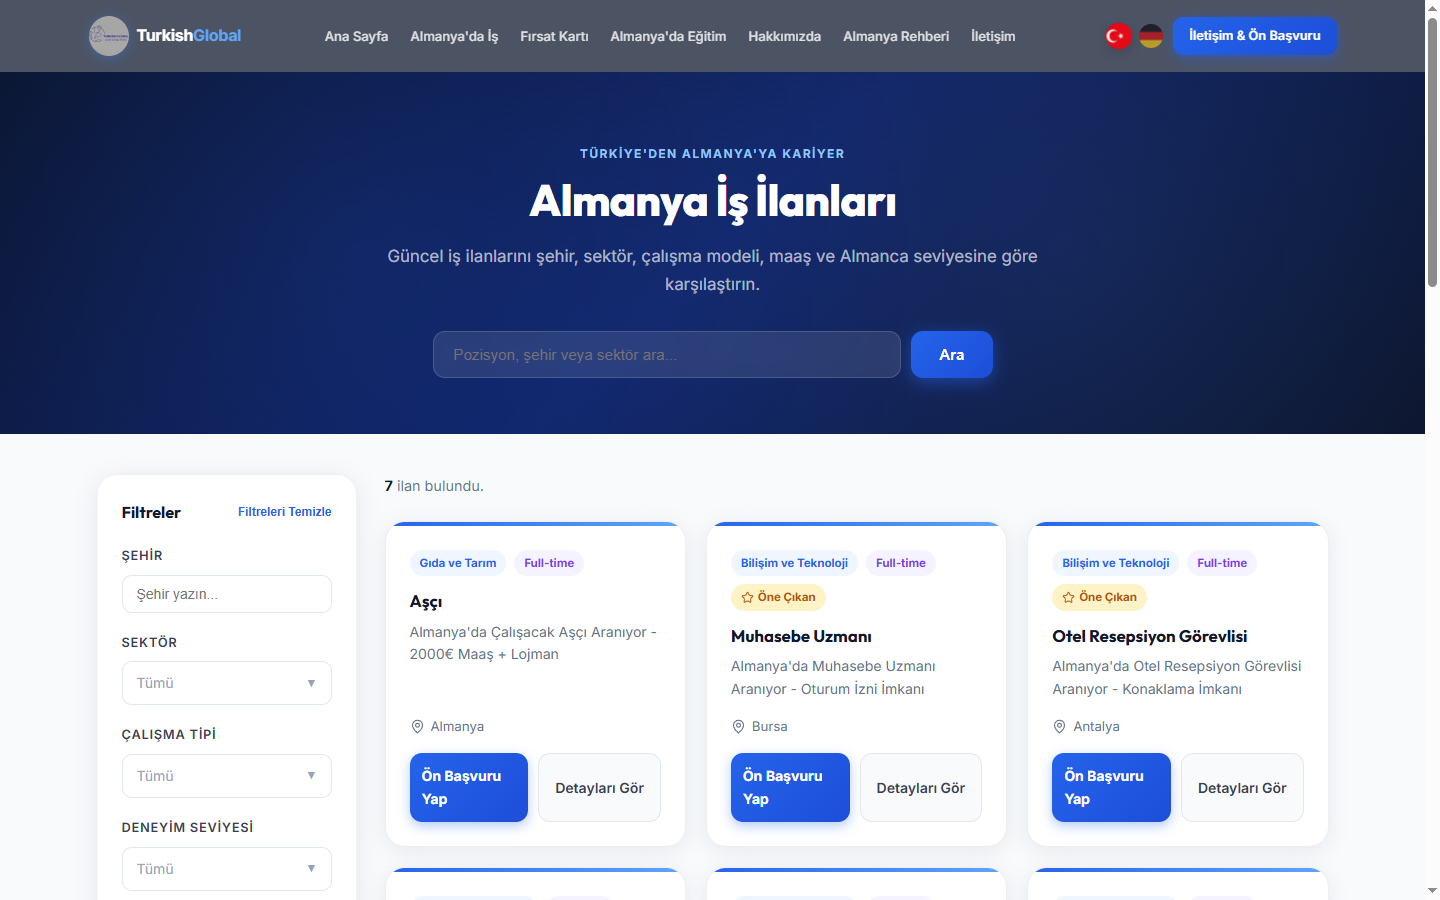 TurkishGlobal
Ana Sayfa
Almanya'da İş
Fırsat Kartı
Almanya'da Eğitim
Hakkımızda
Almanya Rehberi
İletişim
İletişim & Ön Başvuru
TÜRKİYE'DEN ALMANYA'YA KARİYER
Almanya İş İlanları
Güncel iş ilanlarını şehir, sektör, çalışma modeli, maaş ve Almanca seviyesine göre
karşılaştırın.
Pozisyon, şehir veya sektör ara...
Ara
Filtreler
Filtreleri Temizle
ŞEHİR
Şehir yazın...
SEKTÖR
Tümü
ÇALIŞMA TİPİ
Tümü
DENEYİM SEVİYESİ
Tümü
7 ilan bulundu.
Gıda ve Tarım
Full-time
Aşçı
Almanya'da Çalışacak Aşçı Aranıyor -
2000€ Maaş + Lojman
Almanya
Ön Başvuru
Yap
Detayları Gör
Bilişim ve Teknoloji
Full-time
Öne Çıkan
Muhasebe Uzmanı
Almanya'da Muhasebe Uzmanı
Aranıyor - Oturum İzni İmkanı
Bursa
Ön Başvuru
Yap
Detayları Gör
Bilişim ve Teknoloji
Full-time
Öne Çıkan
Otel Resepsiyon Görevlisi
Almanya'da Otel Resepsiyon Görevlisi
Aranıyor - Konaklama İmkanı
Antalya
Ön Başvuru
Yap
Detayları Gör